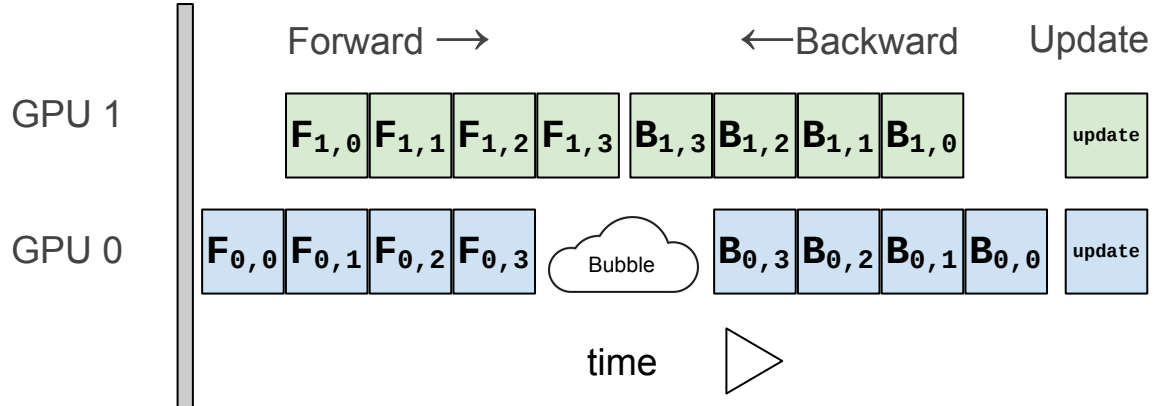 Forward → ←Backward Update
GPU 1 F1,0 F1,1 F1,2 F1,3 B1,3 B1,2 B1,1 B1,0 update
GPU 0 F0,0 F0,1 F0,2 F0,3 Bubble B0,3 B0,2 B0,1 B0,0 update
time